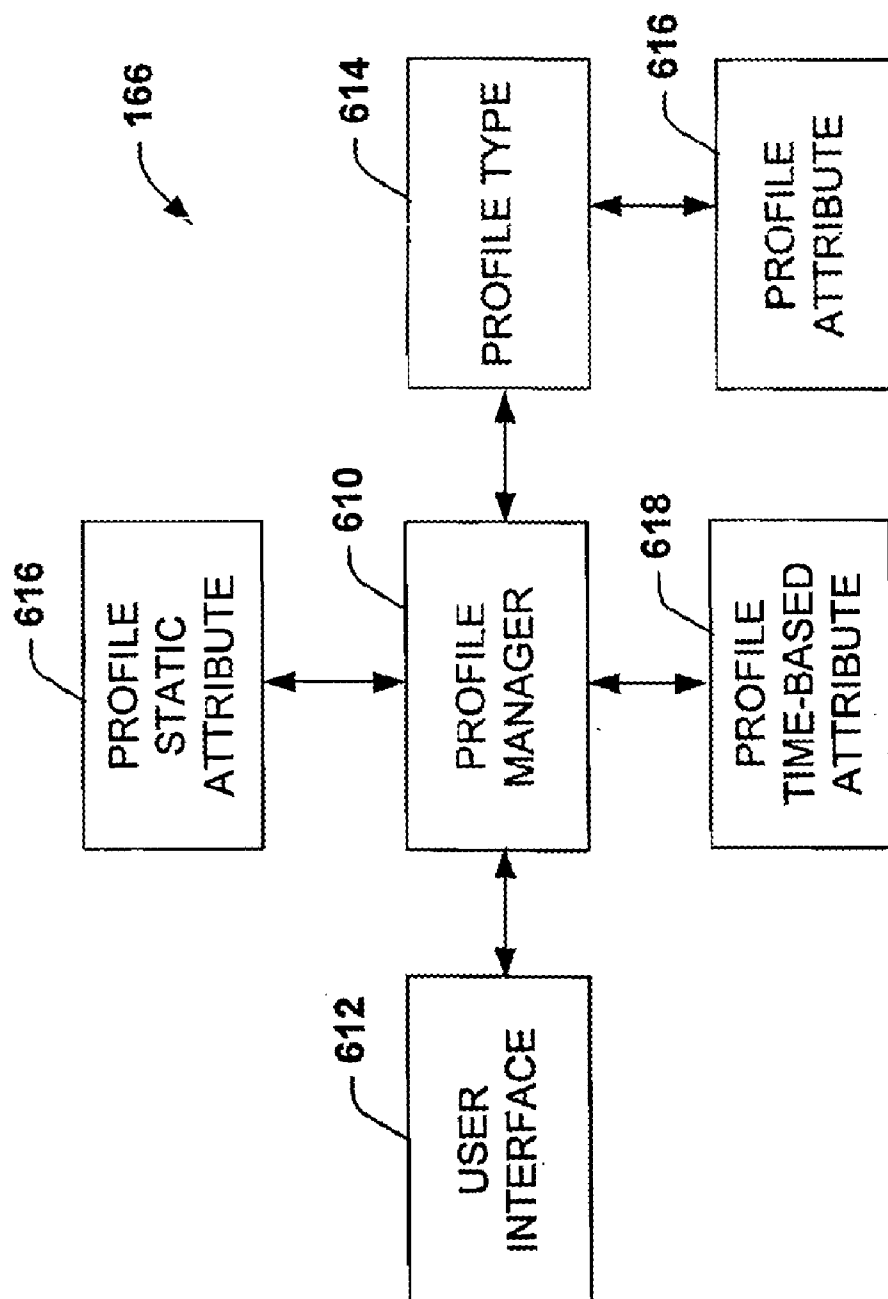 166
616
PROFILE
STATIC
ATTRIBUTE
612
USER
INTERFACE
610
PROFILE
MANAGER
614
PROFILE TYPE
618
PROFILE
TIME-BASED
ATTRIBUTE
616
PROFILE
ATTRIBUTE